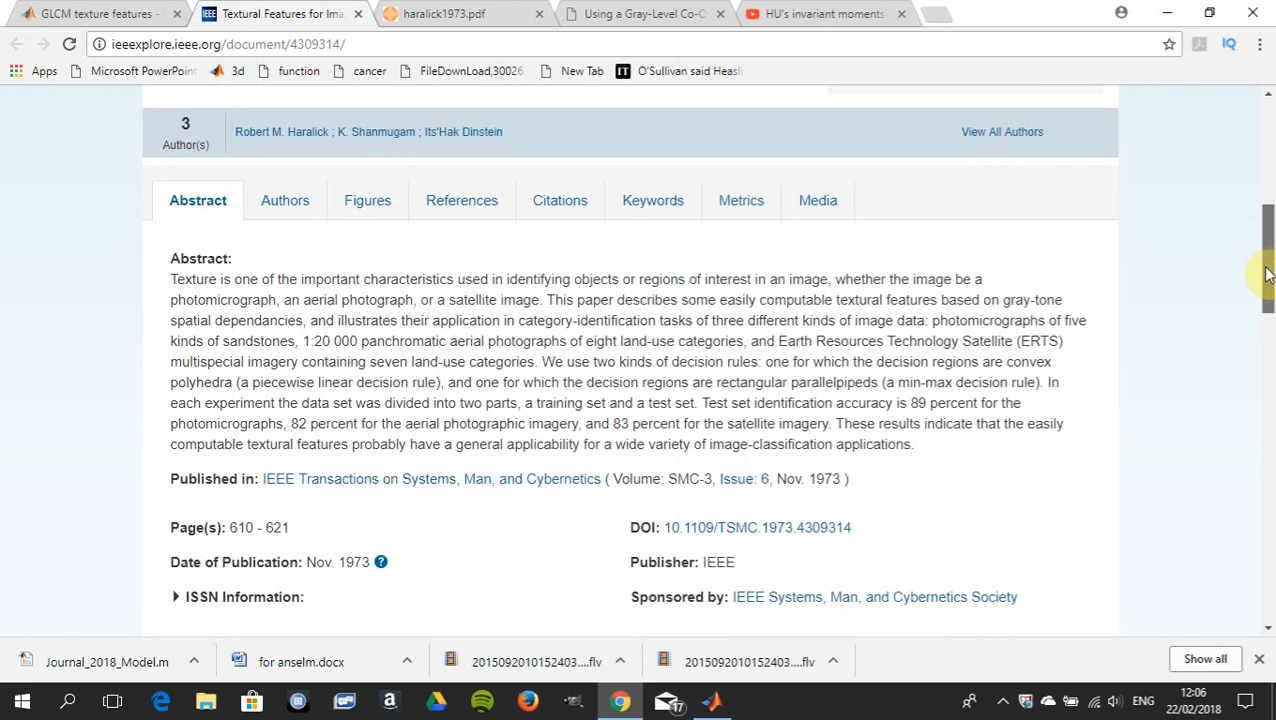 GLCM texture features -
Textural Features for Ima
haralick1973.pdf
Using a Gray-Level Co-O
HU's invariant moments
ieeexplore.ieee.org/document/4309314/
IQ
Apps
Microsoft PowerPoint
3d
function
cancer
FileDownLoad,30026
New Tab
IT O'Sullivan said Heasli
3
Author(s)
Robert M. Haralick ; K. Shanmugam ; Its'Hak Dinstein
View All Authors
Abstract Authors Figures References Citations Keywords Metrics Media
Abstract:
Texture is one of the important characteristics used in identifying objects or regions of interest in an image, whether the image be a
photomicrograph, an aerial photograph, or a satellite image. This paper describes some easily computable textural features based on gray-tone
spatial dependancies, and illustrates their application in category-identification tasks of three different kinds of image data: photomicrographs of five
kinds of sandstones, 1:20 000 panchromatic aerial photographs of eight land-use categories, and Earth Resources Technology Satellite (ERTS)
multispecial imagery containing seven land-use categories. We use two kinds of decision rules: one for which the decision regions are convex
polyhedra (a piecewise linear decision rule), and one for which the decision regions are rectangular parallelpipeds (a min-max decision rule). In
each experiment the data set was divided into two parts, a training set and a test set. Test set identification accuracy is 89 percent for the
photomicrographs, 82 percent for the aerial photographic imagery, and 83 percent for the satellite imagery. These results indicate that the easily
computable textural features probably have a general applicability for a wide variety of image-classification applications.
Published in: IEEE Transactions on Systems, Man, and Cybernetics ( Volume: SMC-3, Issue: 6, Nov. 1973 )
Page(s): 610 - 621
DOI: 10.1109/TSMC.1973.4309314
Date of Publication: Nov. 1973
Publisher: IEEE
ISSN Information:
Sponsored by: IEEE Systems, Man, and Cybernetics Society
Journal_2018_Model.m
for anselm.docx
2015092010152403....flv
2015092010152403....flv
Show all
17
ENG
12:06
22/02/2018